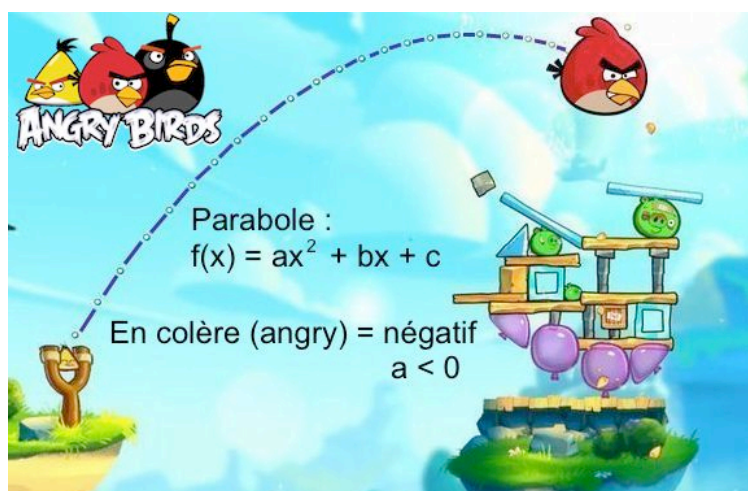 ANGRY BIRDS
Parabole :
f(x) = ax² + bx + c
En colère (angry) = négatif
a < 0